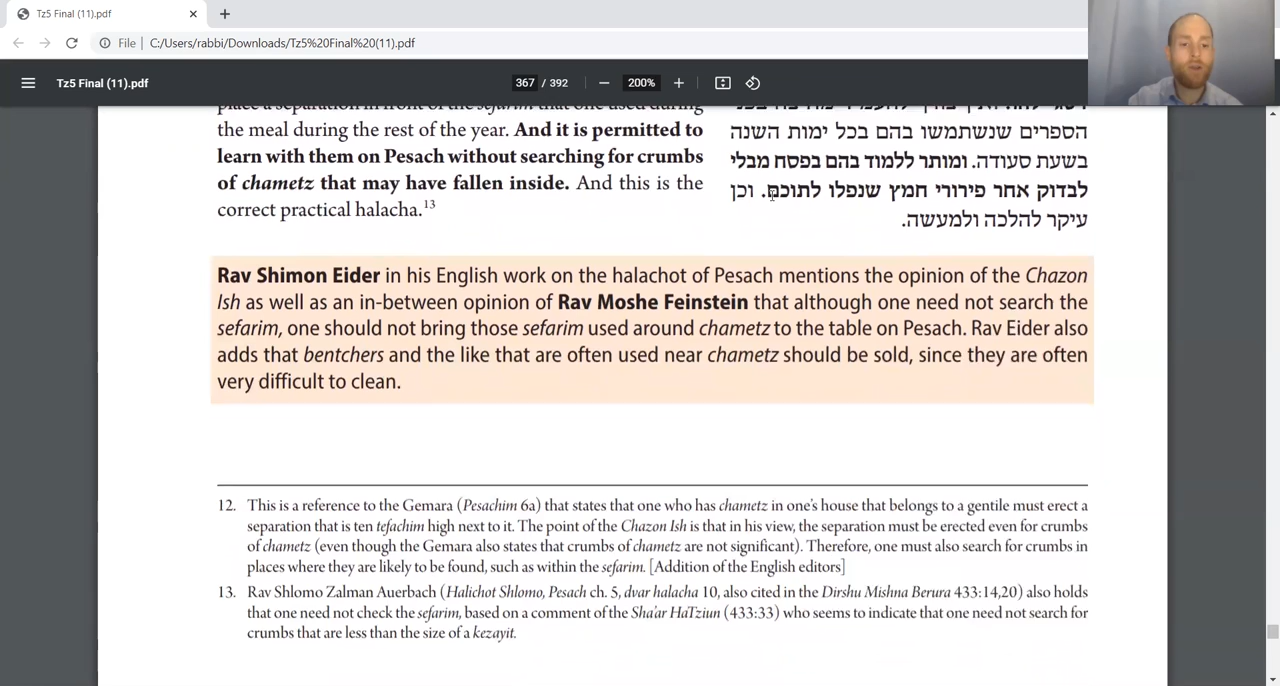 Tz5 Final (11).pdf
File
C:/Users/rabbi/Downloads/Tz5%20Final%20(11).pdf
Tz5 Final (11).pdf
367 / 392
200%
place a separation in front of the sefarim that one used during
the meal during the rest of the year. And it is permitted to
learn with them on Pesach without searching for crumbs
of chametz that may have fallen inside. And this is the
correct practical halacha.13
הספרים שנשתמשו בהם בכל ימות השנה
בשעת סעודה. ומותר ללמוד בהם בפסח מבלי
לבדוק אחר פירורי חמץ שנפלו לתוכם. וכן
עיקר להלכה ולמעשה.
Rav Shimon Eider in his English work on the halachot of Pesach mentions the opinion of the Chazon
Ish as well as an in-between opinion of Rav Moshe Feinstein that although one need not search the
sefarim, one should not bring those sefarim used around chametz to the table on Pesach. Rav Eider also
adds that bentchers and the like that are often used near chametz should be sold, since they are often
very difficult to clean.
12. This is a reference to the Gemara (Pesachim 6a) that states that one who has chametz in one's house that belongs to a gentile must erect a
separation that is ten tefachim high next to it. The point of the Chazon Ish is that in his view, the separation must be erected even for crumbs
of chametz (even though the Gemara also states that crumbs of chametz are not significant). Therefore, one must also search for crumbs in
places where they are likely to be found, such as within the sefarim. [Addition of the English editors]
13. Rav Shlomo Zalman Auerbach (Halichot Shlomo, Pesach ch. 5, dvar halacha 10, also cited in the Dirshu Mishna Berura 433:14,20) also holds
that one need not check the sefarim, based on a comment of the Sha'ar HaTziun (433:33) who seems to indicate that one need not search for
crumbs that are less than the size of a kezayit.